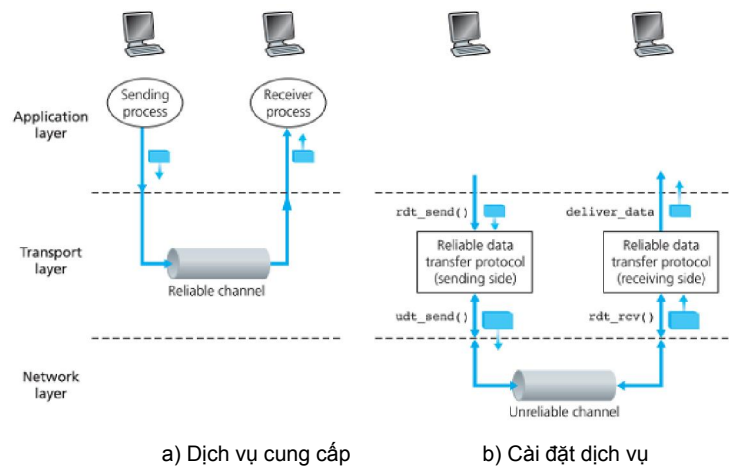 Sending
process
Receiver
process
Application
layer
rdt_send()
deliver_data
Transport
layer
Reliable channel
Reliable data
transfer protocol
(sending side)
Reliable data
transfer protocol
(receiving side)
udt_send()
rdt_rcv()
Network
layer
Unreliable channel
a) Dịch vụ cung cấp
b) Cài đặt dịch vụ